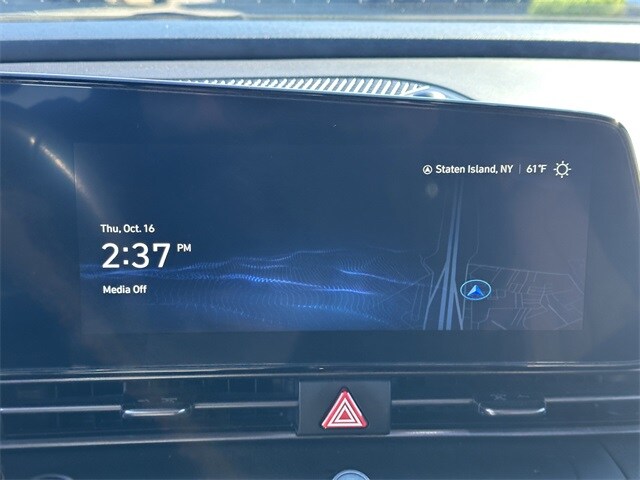 Staten Island, NY | 61°F
Thu, Oct. 16
2:37 PM
Media Off